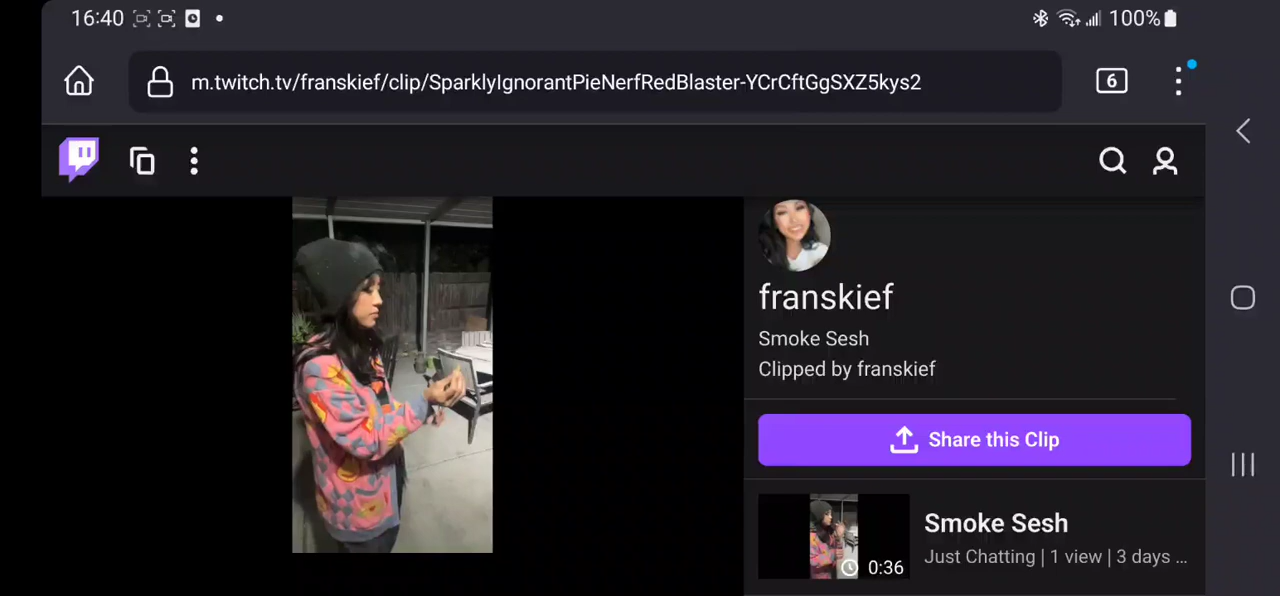 16:40
100%
m.twitch.tv/franskief/clip/SparklyIgnorantPieNerfRedBlaster-YCrCftGgSXZ5kys2
6
franskief
Smoke Sesh
Clipped by franskief
Share this Clip
0:36
Smoke Sesh
Just Chatting | 1 view | 3 days ...